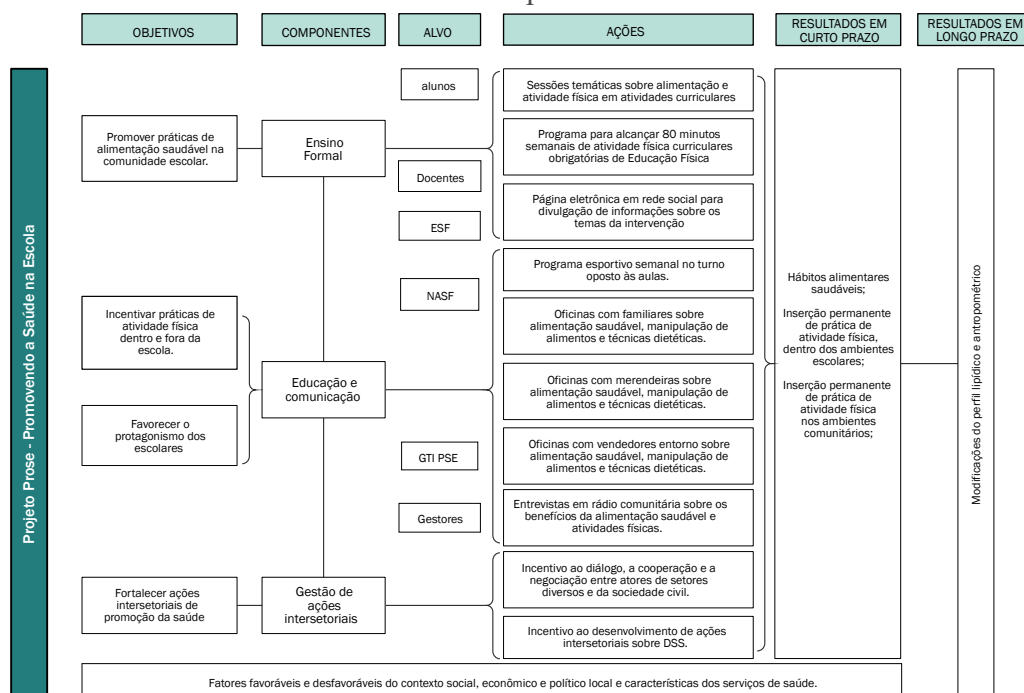 OBJETIVOS
COMPONENTES
ALVO
AÇÕES
RESULTADOS EM
CURTO PRAZO
RESULTADOS EM
LONGO PRAZO
Projeto Prose - Promovendo a Saúde na Escola
Promover práticas de
alimentação saudável na
comunidade escolar.
Incentivar práticas de
atividade física
dentro e fora da
escola.
Favorecer o
protagonismo dos
escolares
Fortalecer ações
intersetoriais de
promoção da saúde
Ensino
Formal
Educação e
comunicação
Gestão de
ações
intersetoriais
alunos
Docentes
ESF
NASF
GTI PSE
Gestores
Sessões temáticas sobre alimentação e
atividade física em atividades curriculares
Programa para alcançar 80 minutos
semanais de atividade física curriculares
obrigatórias de Educação Física
Página eletrônica em rede social para
divulgação de informações sobre os
temas da intervenção
Programa esportivo semanal no turno
oposto às aulas.
Oficinas com familiares sobre
alimentação saudável, manipulação de
alimentos e técnicas dietéticas.
Oficinas com merendeiras sobre
alimentação saudável, manipulação de
alimentos e técnicas dietéticas.
Oficinas com vendedores entorno sobre
alimentação saudável, manipulação de
alimentos e técnicas dietéticas.
Entrevistas em rádio comunitária sobre os
benefícios da alimentação saudável e
atividades físicas.
Incentivo ao diálogo, a cooperação e a
negociação entre atores de setores
diversos e da sociedade civil.
Incentivo ao desenvolvimento de ações
intersetoriais sobre DSS.
Hábitos alimentares
saudáveis;
Inserção permanente
de prática de
atividade física,
dentro dos ambientes
escolares;
Inserção permanente
de prática de
atividade física
nos ambientes
comunitários;
Modificações do perfil lipídico e antropométrico
Fatores favoráveis e desfavoráveis do contexto social, econômico e político local e características dos serviços de saúde.